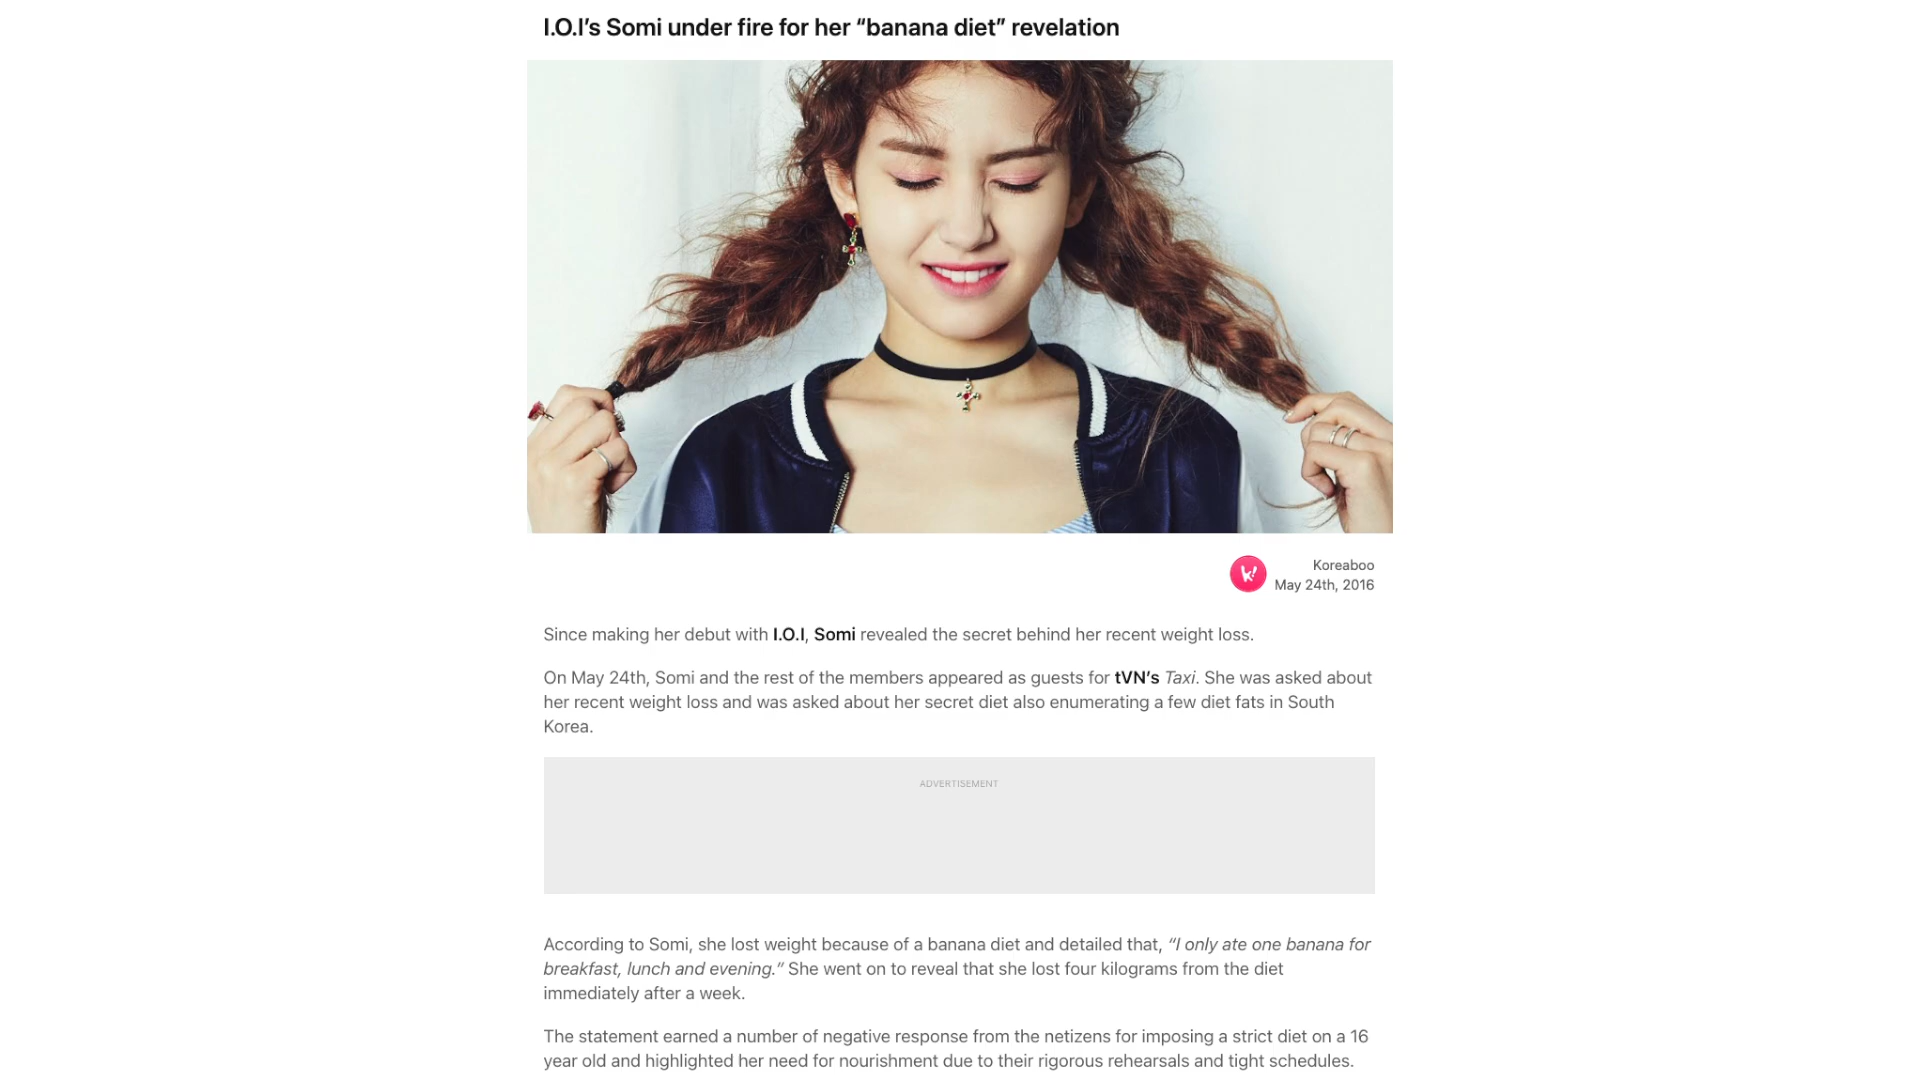 I.O.I’s Somi under fire for her “banana diet” revelation
k!
Koreaboo
May 24th, 2016
Since making her debut with I.O.I, Somi revealed the secret behind her recent weight loss.
On May 24th, Somi and the rest of the members appeared as guests for tVN’s Taxi. She was asked about
her recent weight loss and was asked about her secret diet also enumerating a few diet fats in South
Korea.
ADVERTISEMENT
According to Somi, she lost weight because of a banana diet and detailed that, “I only ate one banana for
breakfast, lunch and evening.” She went on to reveal that she lost four kilograms from the diet
immediately after a week.
The statement earned a number of negative response from the netizens for imposing a strict diet on a 16
year old and highlighted her need for nourishment due to their rigorous rehearsals and tight schedules.